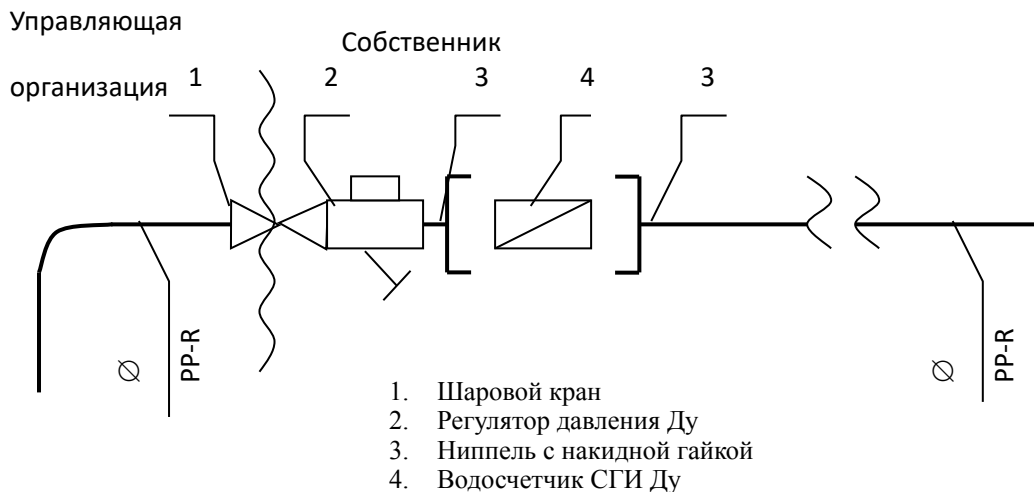 Управляющая
организация
Собственник
1
2
3
4
3
∅
PP-R
∅
PP-R
1. Шаровой кран
2. Регулятор давления Ду
3. Ниппель с накидной гайкой
4. Водосчетчик СГИ Ду